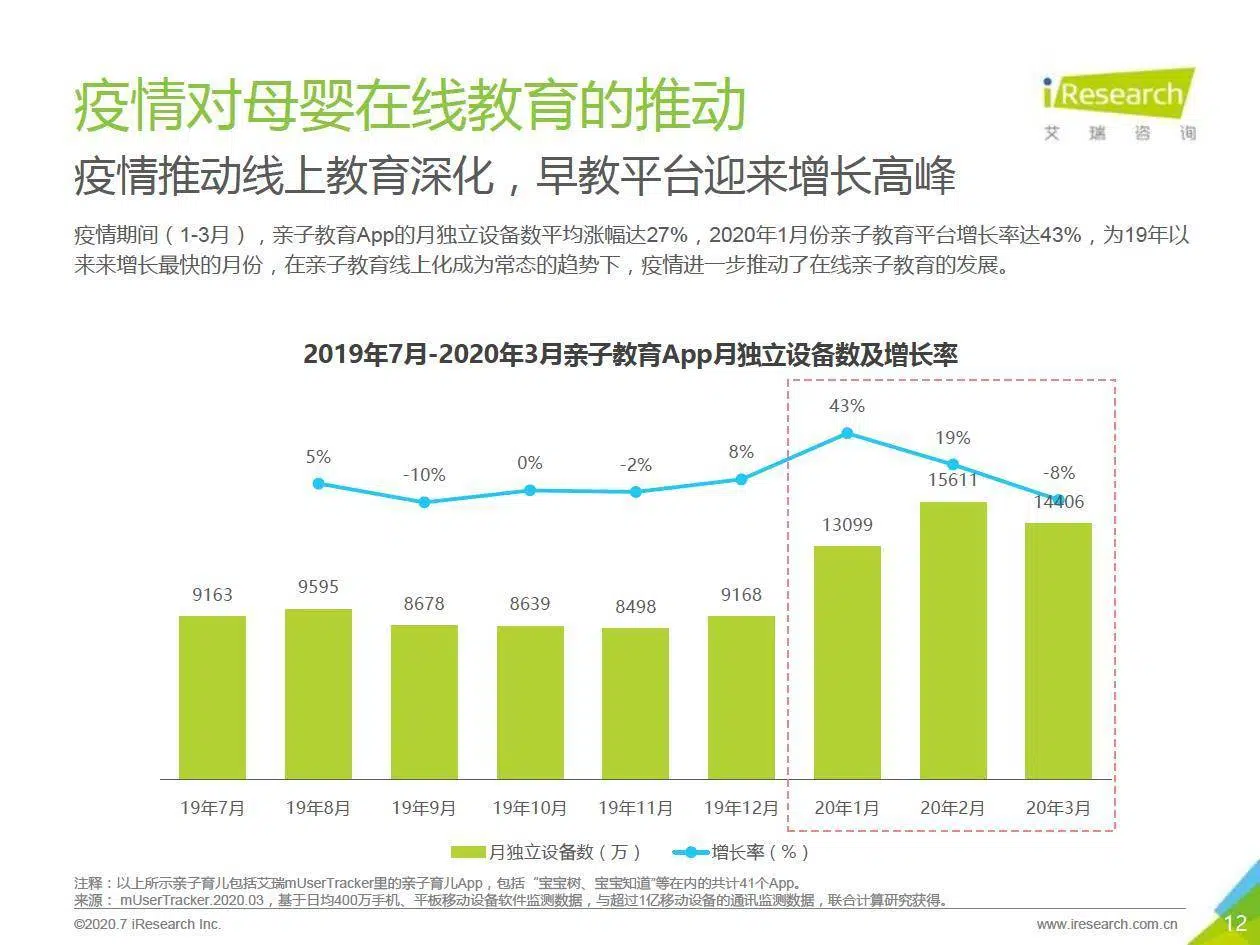 疫情对母婴在线教育的推动
iResearch
艾瑞咨询
疫情推动线上教育深化，早教平台迎来增长高峰
疫情期间（1-3月），亲子教育App的月独立设备数平均涨幅达27%，2020年1月份亲子教育平台增长率达43%，为19年以
来来增长最快的月份，在亲子教育线上化成为常态的趋势下，疫情进一步推动了在线亲子教育的发展。
2019年7月-2020年3月亲子教育App月独立设备数及增长率
5% -10% 0% -2% 8% 43% 19% -8%
9163 9595 8678 8639 8498 9168 13099 15611 14406
19年7月 19年8月 19年9月 19年10月 19年11月 19年12月 20年1月 20年2月 20年3月
月独立设备数（万） 增长率（%）
注释：以上所示亲子育儿包括艾瑞mUserTracker里的亲子育儿App，包括“宝宝树、宝宝知道”等在内的共计41个App。
来源： mUserTracker.2020.03，基于日均400万手机、平板移动设备软件监测数据，与超过1亿移动设备的通讯监测数据，联合计算研究获得。
©2020.7 iResearch Inc.
www.iresearch.com.cn
12